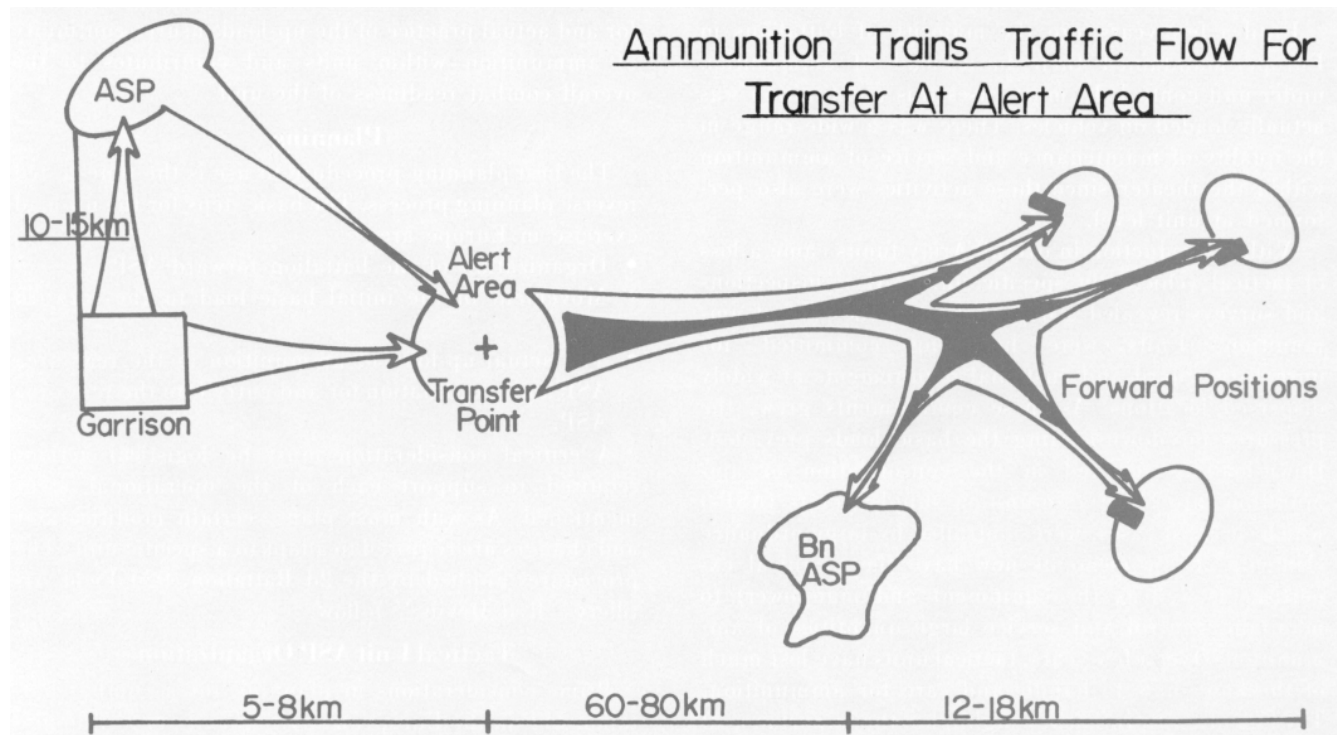 Ammunition Trains Traffic Flow For
Transfer At Alert Area
ASP
10-15km
Alert
Area
+
Transfer
Point
Garrison
Forward Positions
Bn
ASP
5-8km
60-80km
12-18km